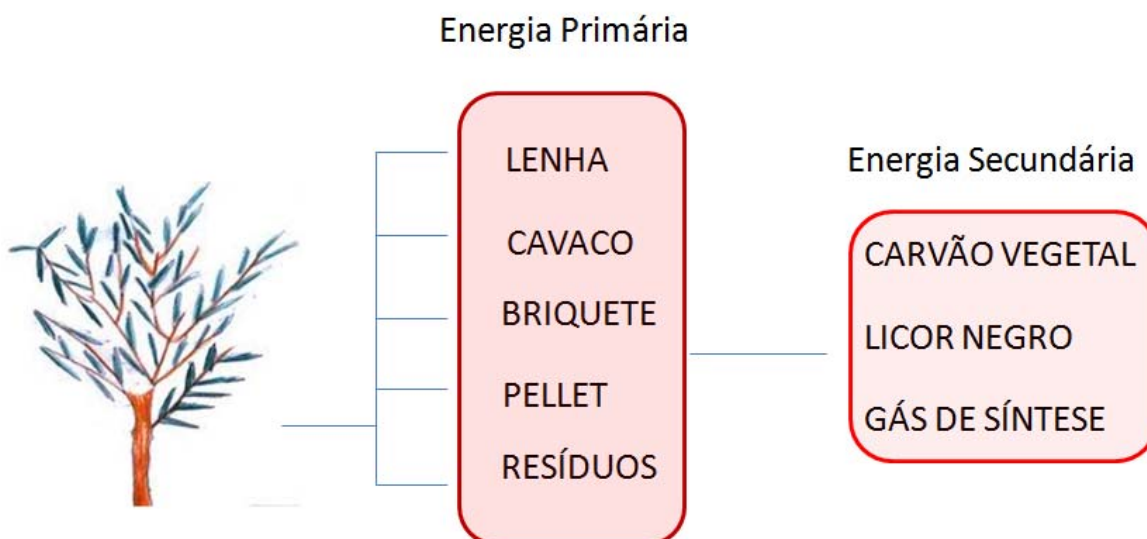 Energia Primária
LENHA
CAVACO
BRIQUETE
PELLET
RESÍDUOS
Energia Secundária
CARVÃO VEGETAL
LICOR NEGRO
GÁS DE SÍNTESE